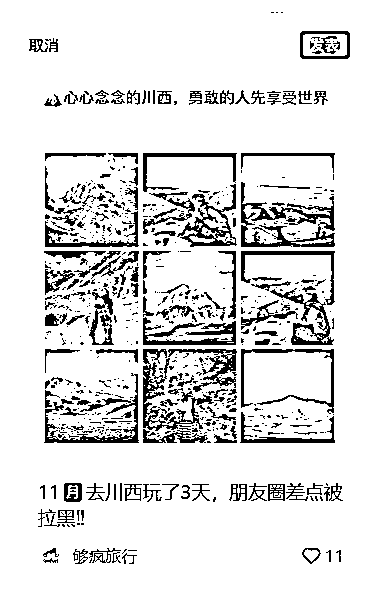 取消
发表
心心念念的川西，勇敢的人先享受世界
11月去川西玩了3天，朋友圈差点被
拉黑!!
够疯旅行
11